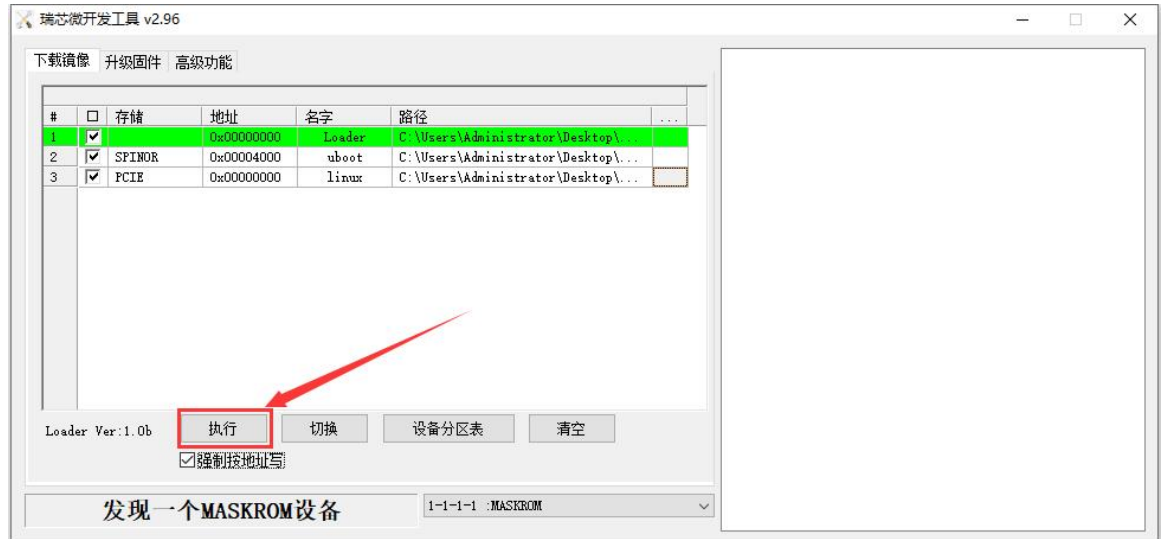 瑞芯微开发工具 v2.96
下载镜像 升级固件 高级功能
# 存储 地址 名字 路径 ...
1 0x00000000 Loader C:\Users\Administrator\Desktop\...
2 SPINOR 0x00004000 uboot C:\Users\Administrator\Desktop\...
3 PCIE 0x00000000 linux C:\Users\Administrator\Desktop\...
Loader Ver:1.0b 执行 切换 设备分区表 清空
强制按地址写
发现一个MASKROM设备 1-1-1-1 :MASKROM